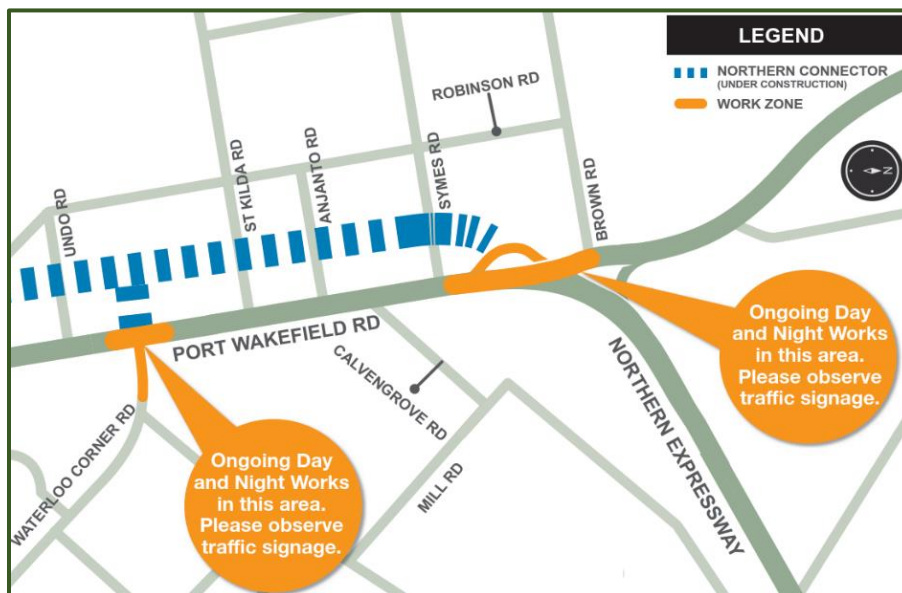 LEGEND
NORTHERN CONNECTOR
(UNDER CONSTRUCTION)
WORK ZONE
ROBINSON RD
UNDO RD
ST KILDA RD
ANJANTO RD
SYMES RD
BROWN RD
N
PORT WAKEFIELD RD
CALVENGROVE RD
MILL RD
WATERLOO CORNER RD
NORTHERN EXPRESSWAY
Ongoing Day
and Night Works
in this area.
Please observe
traffic signage.
Ongoing Day
and Night Works
in this area.
Please observe
traffic signage.